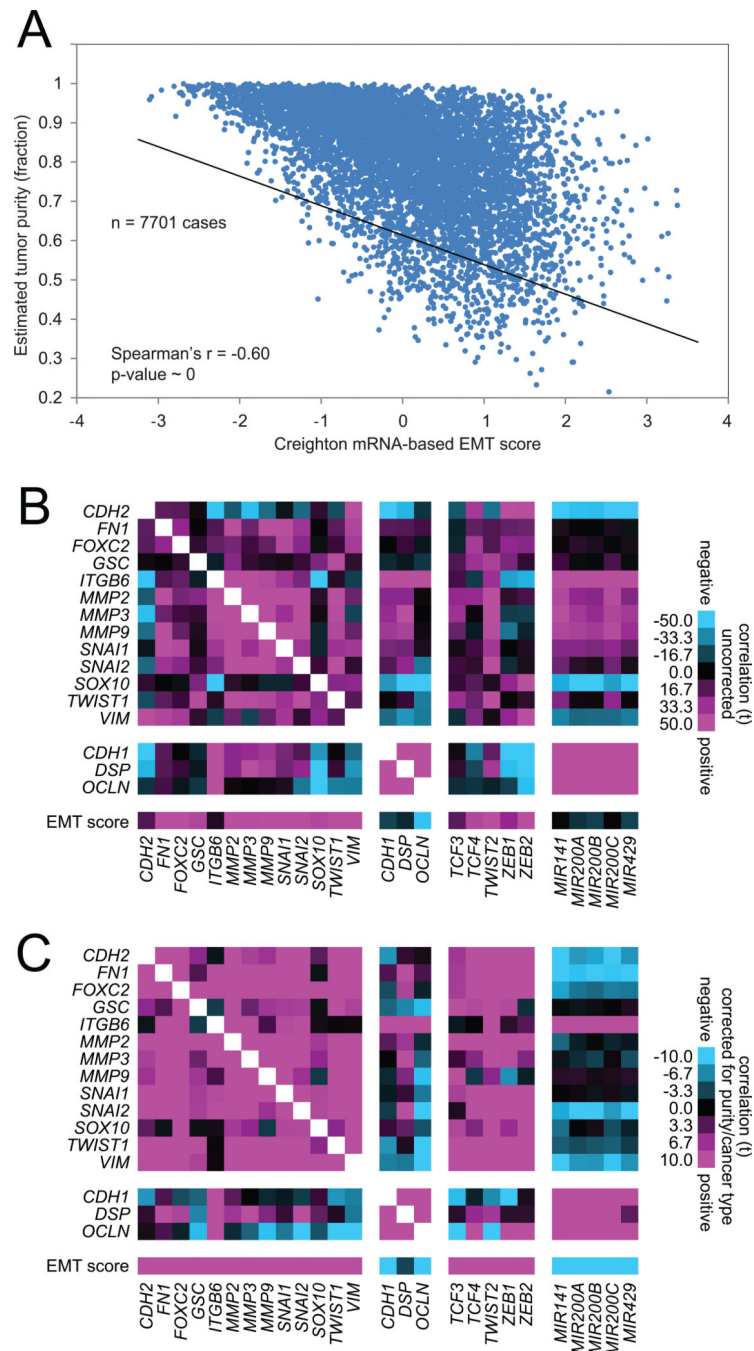 A
Estimated tumor purity (fraction)
1
0.9
0.8
0.7
0.6
0.5
0.4
0.3
0.2
n = 7701 cases
Spearman's r = -0.60
p-value ~ 0
-4 -3 -2 -1 0 1 2 3 4
Creighton mRNA-based EMT score
B
CDH2
FN1
FOXC2
GSC
ITGB6
MMP2
MMP3
MMP9
SNAI1
SNAI2
SOX10
TWIST1
VIM
CDH1
DSP
OCLN
EMT score
CDH2 FN1 FOXC2 GSC ITGB6 MMP2 MMP3 MMP9 SNAI1 SNAI2 SOX10 TWIST1 VIM CDH1 DSP OCLN TCF3 TCF4 TWIST2 ZEB1 ZEB2 MIR141 MIR200A MIR200B MIR200C MIR429
negative
-50.0
-33.3
-16.7
0.0
16.7
33.3
50.0
positive
correlation (t)
uncorrected
C
CDH2
FN1
FOXC2
GSC
ITGB6
MMP2
MMP3
MMP9
SNAI1
SNAI2
SOX10
TWIST1
VIM
CDH1
DSP
OCLN
EMT score
CDH2 FN1 FOXC2 GSC ITGB6 MMP2 MMP3 MMP9 SNAI1 SNAI2 SOX10 TWIST1 VIM CDH1 DSP OCLN TCF3 TCF4 TWIST2 ZEB1 ZEB2 MIR141 MIR200A MIR200B MIR200C MIR429
negative
-10.0
-6.7
-3.3
0.0
3.3
6.7
10.0
positive
correlation (t)
corrected for purity/cancer type